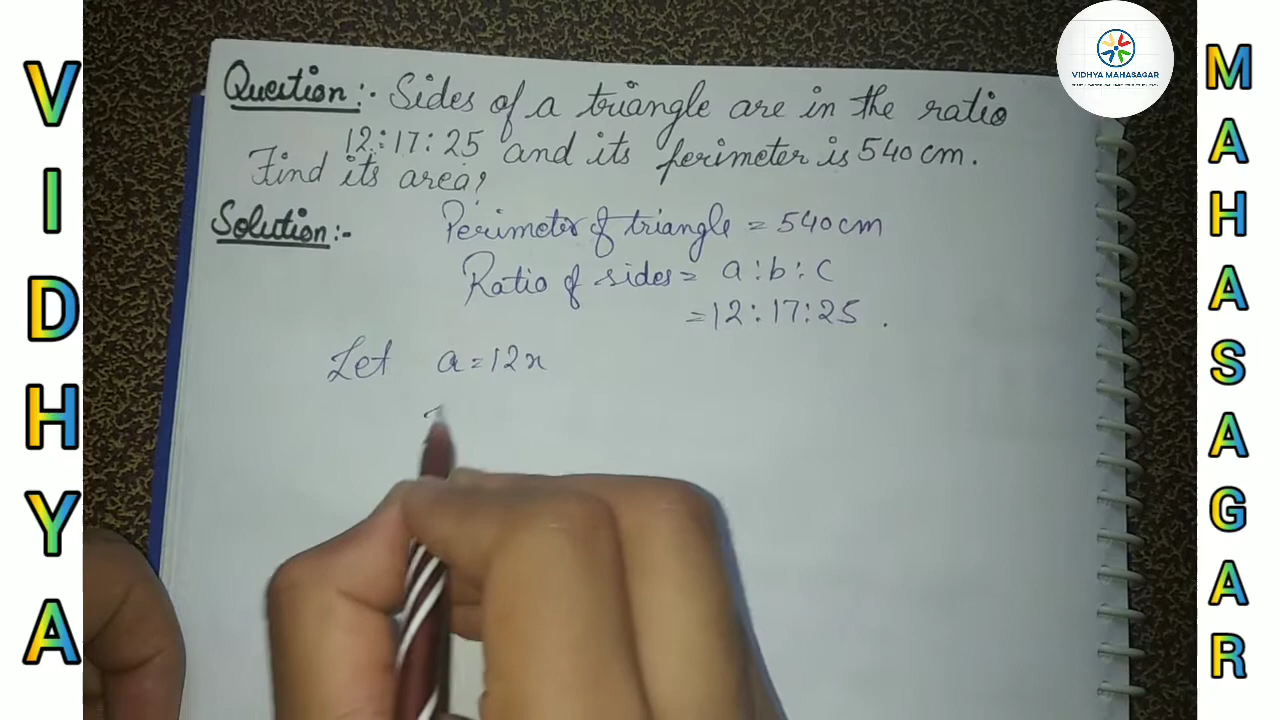 VIDHYA
MAHASAGAR
VIDHYA MAHASAGAR
Question:- Sides of a triangle are in the ratio
12:17:25 and its perimeter is 540 cm.
Find its area?
Solution:-
Perimeter of triangle = 540 cm
Ratio of sides = a:b:c
= 12:17:25 .
Let a = 12x